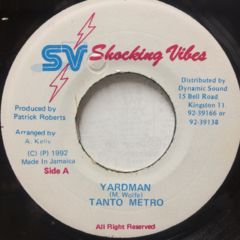 SV Shocking Vibes
Produced by
Patrick Roberts
Arranged by
A. Kelly
(C) (P) 1992
Made In Jamaica
Side A
Distributed by
Dynamic Sound
15 Bell Road
Kingston 11.
92-39166 or
92-39138
YARDMAN
(M. Wolfe)
TANTO METRO
All Right Reserved